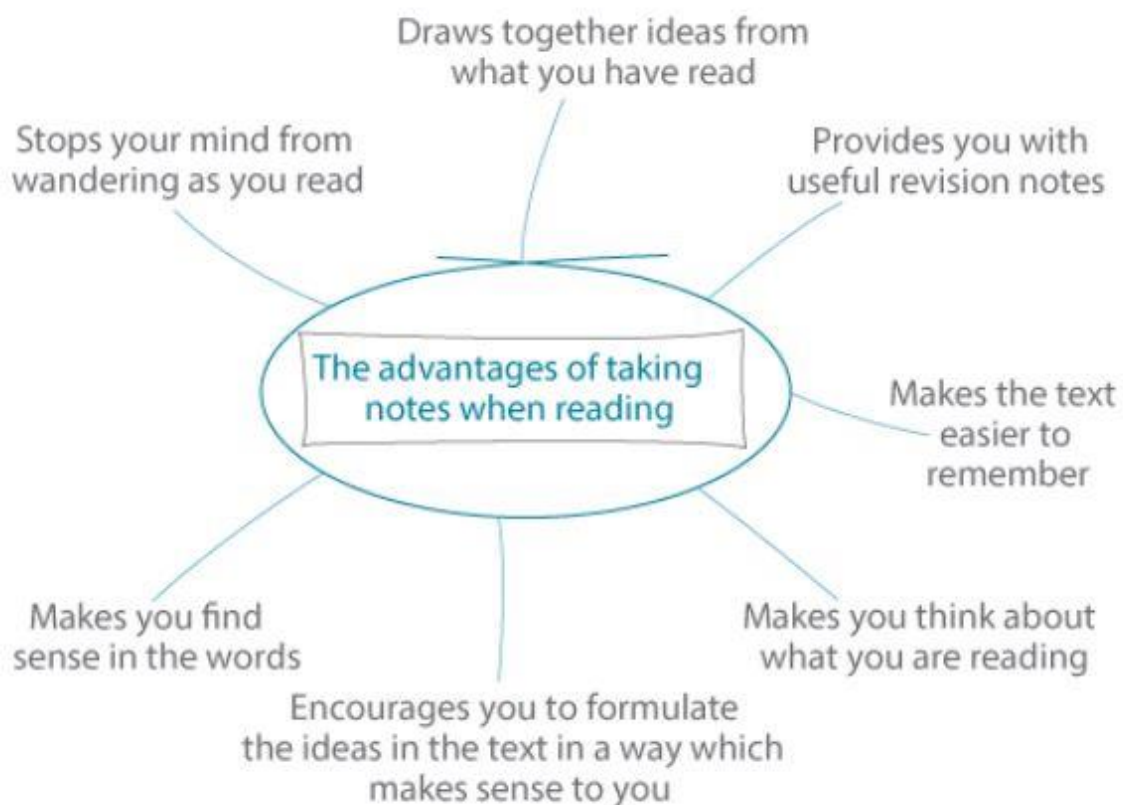 Draws together ideas from
what you have read
Stops your mind from
wandering as you read
Provides you with
useful revision notes
The advantages of taking
notes when reading
Makes the text
easier to
remember
Makes you find
sense in the words
Makes you think about
what you are reading
Encourages you to formulate
the ideas in the text in a way which
makes sense to you